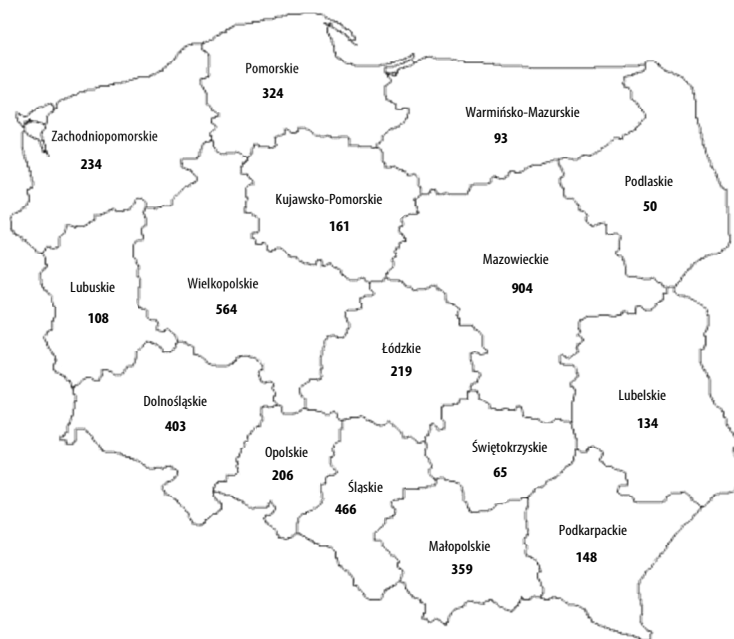 Pomorskie
324
Warmińsko-Mazurskie
93
Zachodniopomorskie
234
Podlaskie
50
Kujawsko-Pomorskie
161
Mazowieckie
904
Wielkopolskie
564
Lubuskie
108
Łódzkie
219
Dolnośląskie
403
Lubelskie
134
Opolskie
206
Świętokrzyskie
65
Śląskie
466
Podkarpackie
148
Małopolskie
359